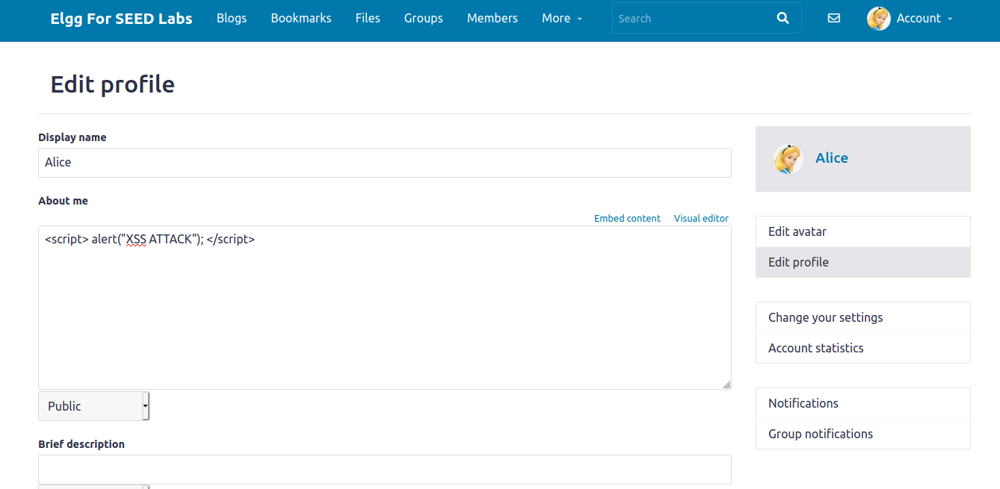 Elgg For SEED Labs Blogs Bookmarks Files Groups Members More Search Account
Edit profile
Display name
Alice
Alice
About me
Embed content Visual editor
<script> alert("XSS ATTACK"); </script>
Public
Brief description
Edit avatar
Edit profile
Change your settings
Account statistics
Notifications
Group notifications